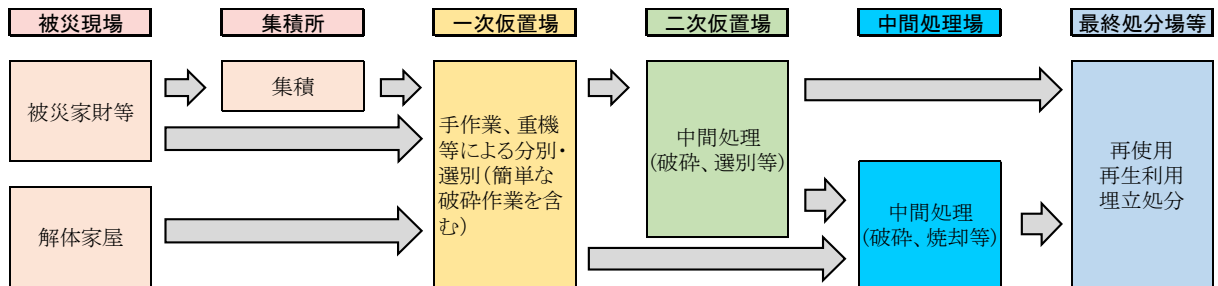 被災現場
集積所
一次仮置場
二次仮置場
中間処理場
最終処分場等
被災家財等
集積
手作業、重機
等による分別・
選別(簡単な
破砕作業を含
む)
中間処理
(破砕、選別等)
再使用
再生利用
埋立処分
解体家屋
中間処理
(破砕、焼却等)